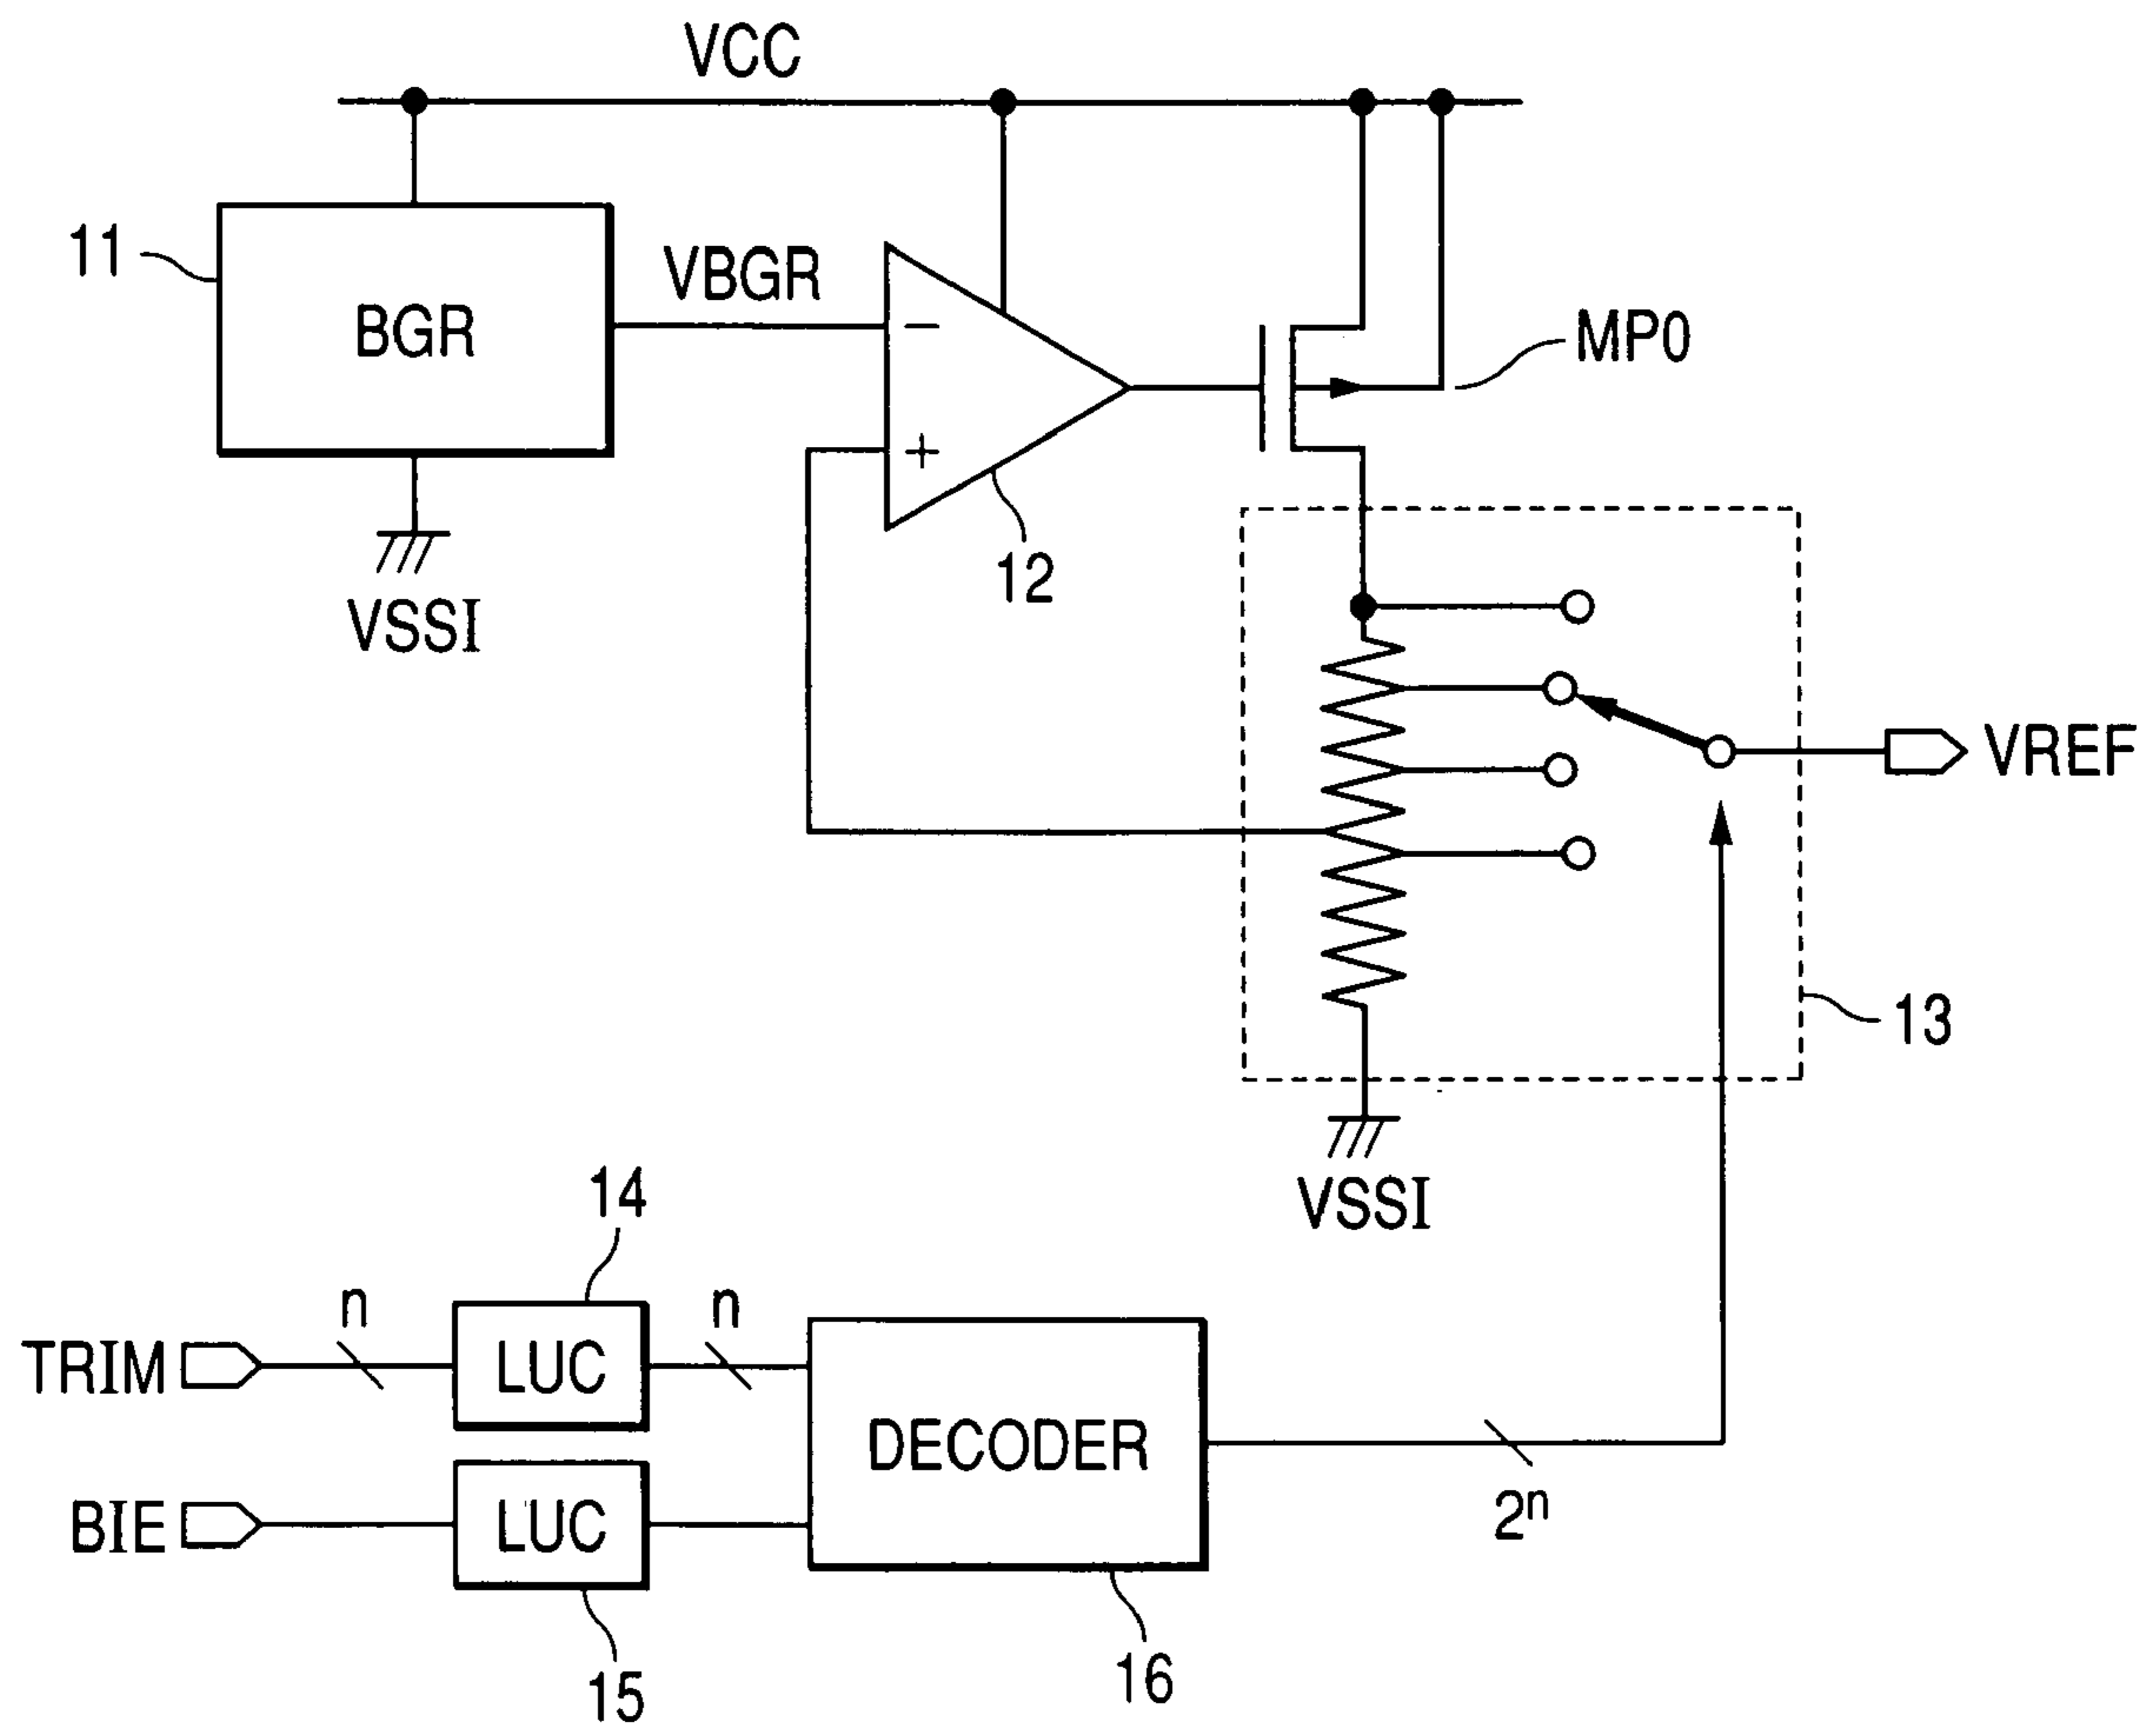 VCC
11
BGR
VBGR
−
+
MP0
12
VSSI
VREF
13
VSSI
14
TRIM
n
LUC
n
DECODER
BIE
LUC
2ⁿ
15
16